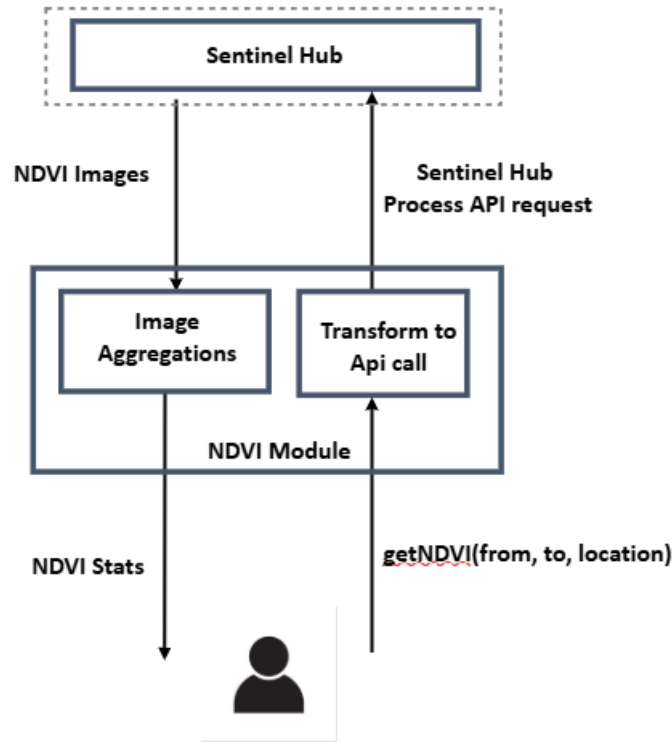 Sentinel Hub
NDVI Images
Sentinel Hub
Process API request
Image
Aggregations
Transform to
Api call
NDVI Module
NDVI Stats
getNDVI(from, to, location)